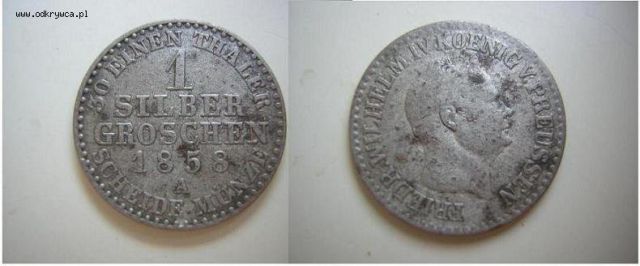 www.odkrywca.pl
30 EINEN THALER
1
SILBER
GROSCHEN
1858
A
SCHEIDE MÜNZE
FRIEDR. WILHELM IV KOENIG V. PREUSSEN